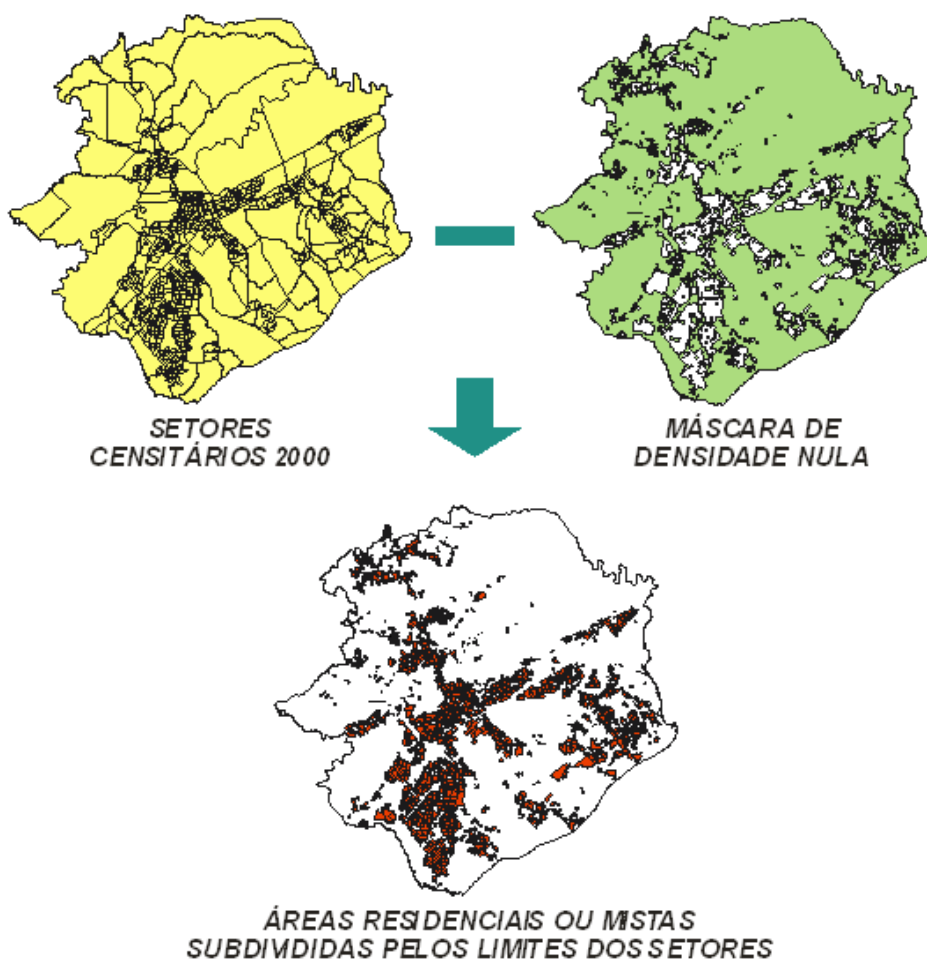 SETORES
CENSITÁRIOS 2000
MÁSCARA DE
DENSIDADE NULA
ÁREAS RESIDENCIAIS OU MISTAS
SUBDIVIDIDAS PELOS LIMITES DOS SETORES